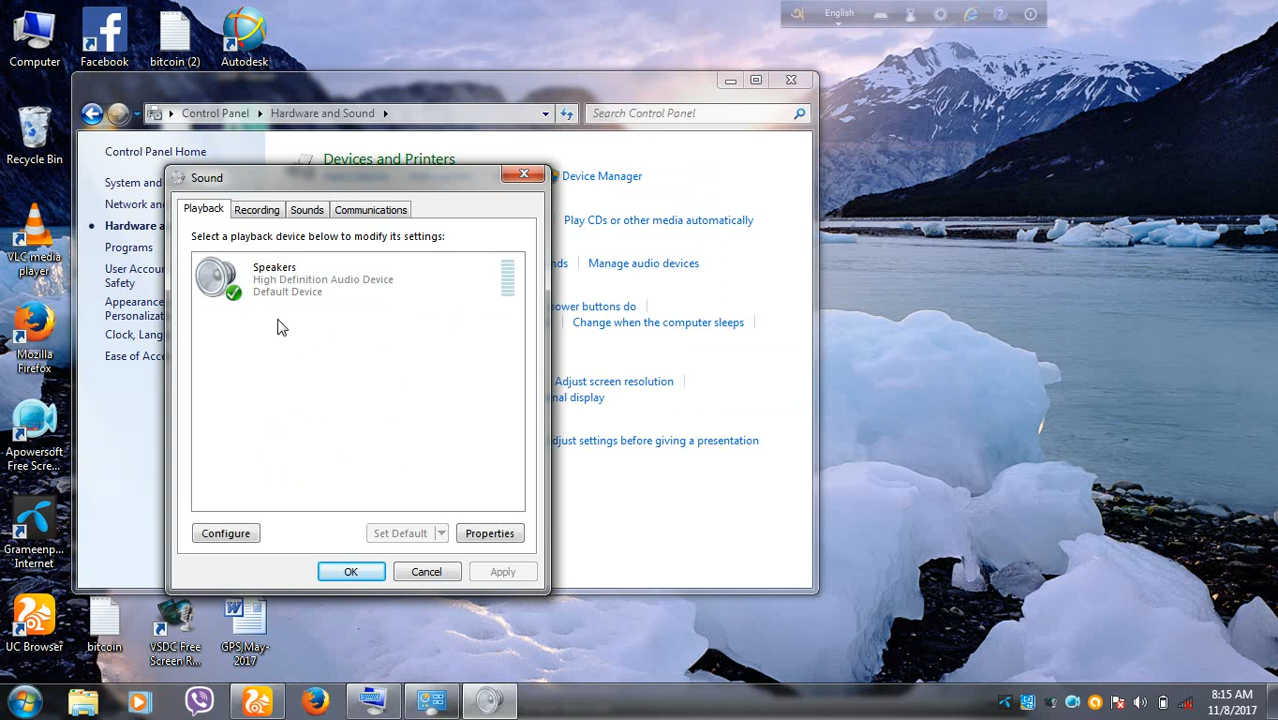 English
Computer
Facebook
bitcoin (2)
Autodesk
Recycle Bin
VLC media
player
Mozilla
Firefox
Apowersoft
Free Scre...
Grameenp...
Internet
UC Browser
bitcoin
VSDC Free
Screen R...
GPS May-
2017
Control Panel
Hardware and Sound
Search Control Panel
Control Panel Home
System and
Network an
Hardware a
Programs
User Accour
Safety
Appearance
Personalizat
Clock, Lang
Ease of Acce
Devices and Printers
Device Manager
Play CDs or other media automatically
nds
Manage audio devices
power buttons do
Change when the computer sleeps
Adjust screen resolution
nal display
djust settings before giving a presentation
Sound
Playback
Recording
Sounds
Communications
Select a playback device below to modify its settings:
Speakers
High Definition Audio Device
Default Device
Configure
Set Default
Properties
OK
Cancel
Apply
8:15 AM
11/8/2017